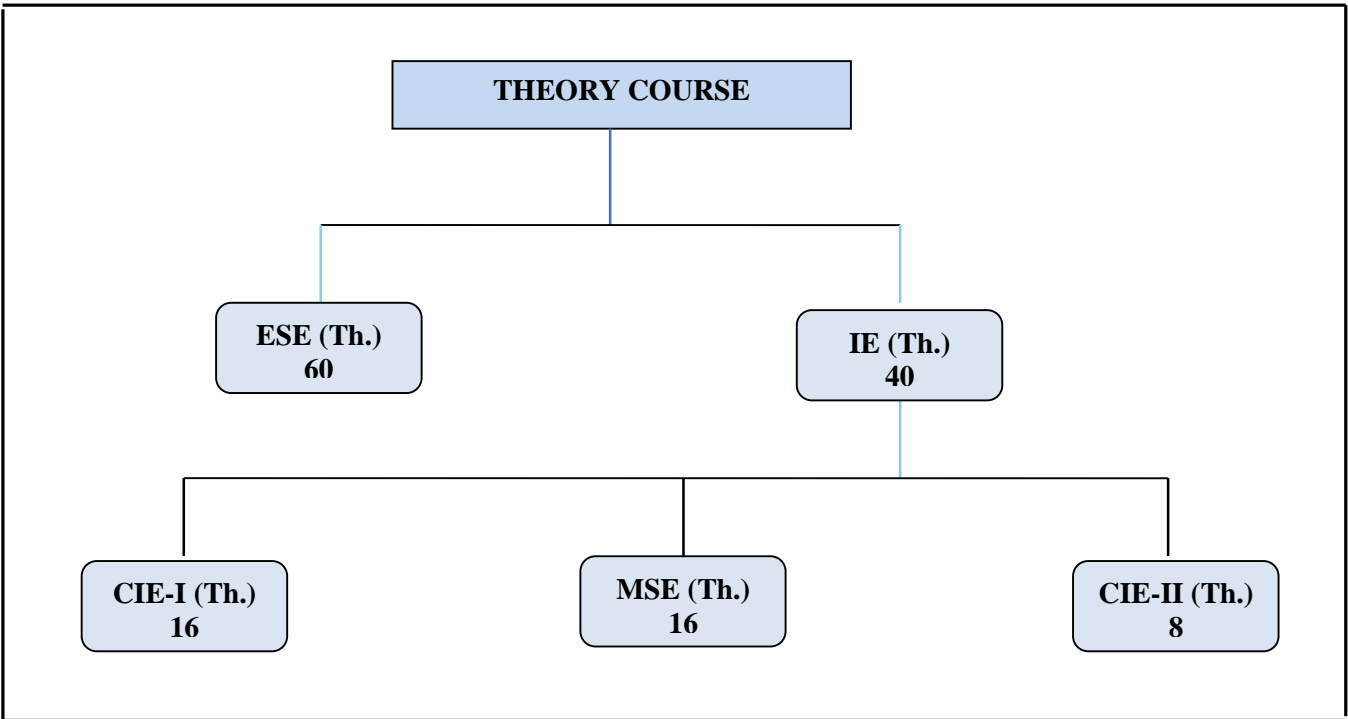 THEORY COURSE
ESE (Th.)
60
IE (Th.)
40
CIE-I (Th.)
16
MSE (Th.)
16
CIE-II (Th.)
8